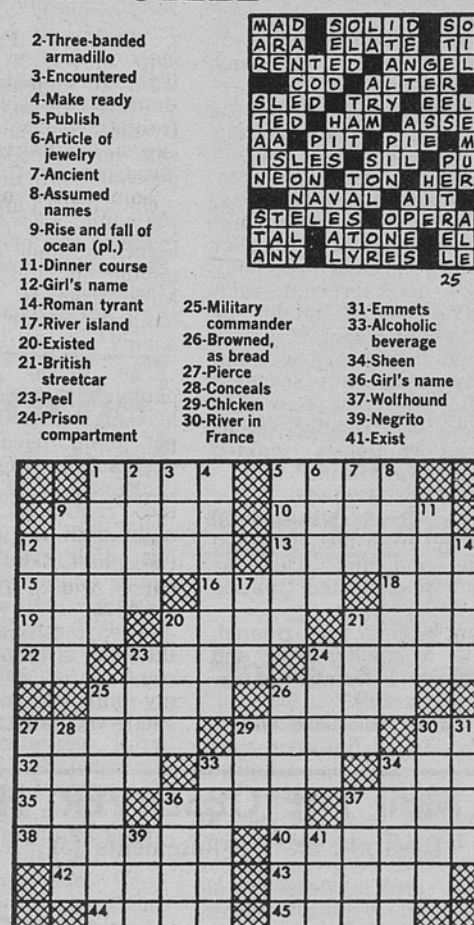 2-Three-banded
armadillo
3-Encountered
4-Make ready
5-Publish
6-Article of
jewelry
7-Ancient
8-Assumed
names
9-Rise and fall of
ocean (pl.)
11-Dinner course
12-Girl's name
14-Roman tyrant
17-River island
20-Existed
21-British
streetcar
23-Peel
24-Prison
compartment
MAD SOLID SO
ARA ELATE TI
RENTED ANGEL
COD ALTER
SLED TRY EEL
TED HAM ASSE
AA PIT PIE M
ISLES SIL PU
NEON TON HER
NAVAL AIT
STELES OPERA
TAL ATONE EL
ANY LYRES LE
25
25-Military
commander
26-Browned,
as bread
27-Pierce
28-Conceals
29-Chicken
30-River in
France
31-Emmets
33-Alcoholic
beverage
34-Sheen
36-Girl's name
37-Wolfhound
39-Negrito
41-Exist
1 2 3 4 5 6 7 8
9 10 11
12 13 14
15 16 17 18
19 20 21
22 23 24
25 26
27 28 29 30 31
32 33 34
35 36 37
38 39 40 41
42 43
44 45